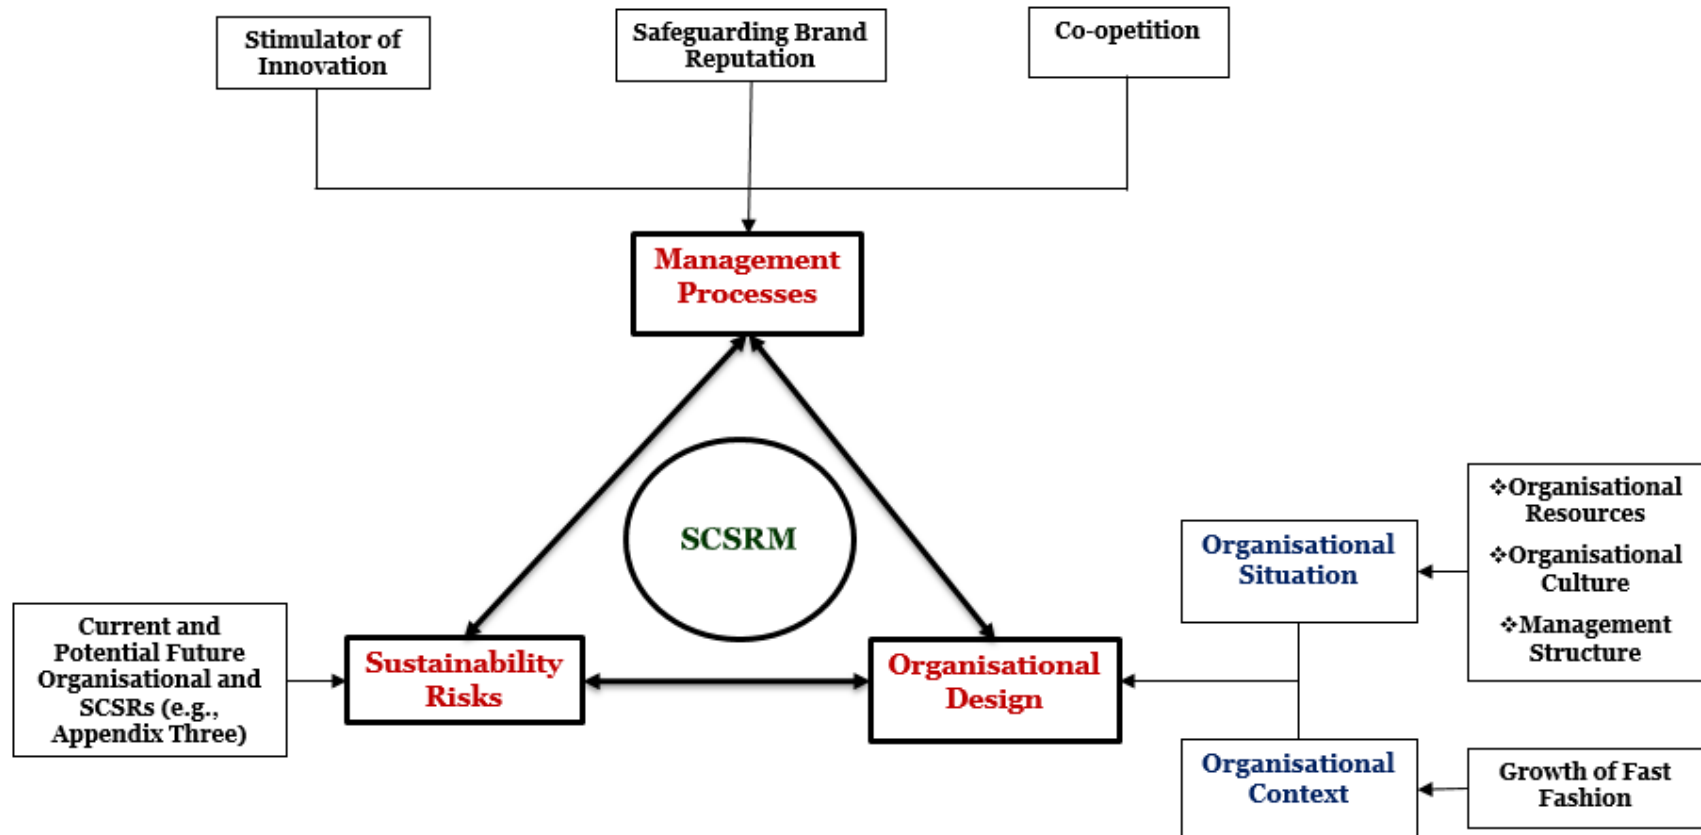 Stimulator of
Innovation
Safeguarding Brand
Reputation
Co-opetition
Management
Processes
SCSRM
❖Organisational
Resources
❖Organisational
Culture
❖Management
Structure
Organisational
Situation
Current and
Potential Future
Organisational and
SCSRs (e.g.,
Appendix Three)
Sustainability
Risks
Organisational
Design
Organisational
Context
Growth of Fast
Fashion